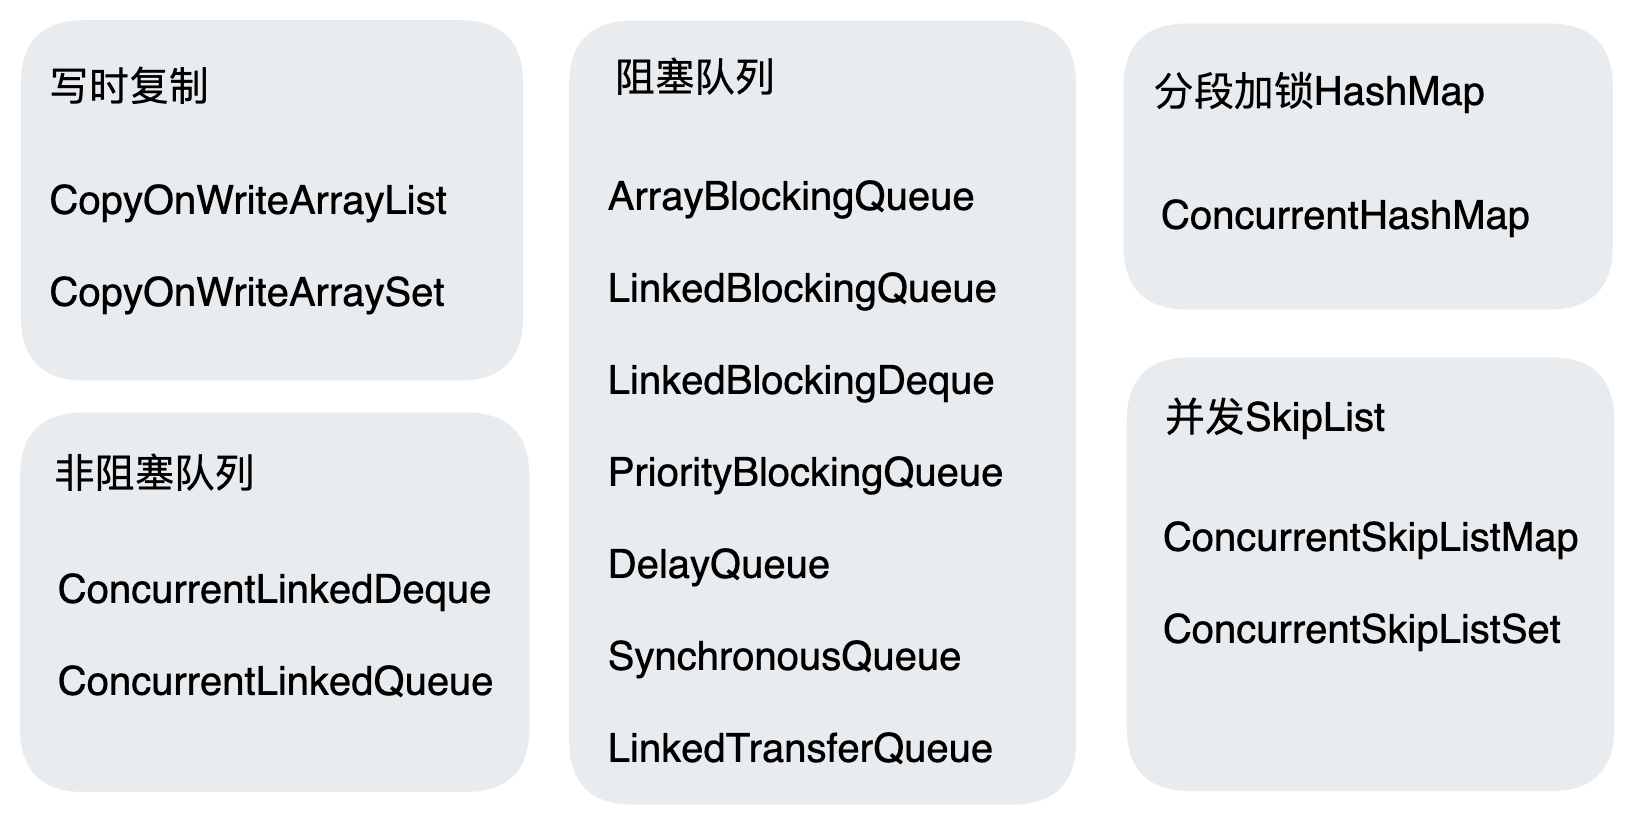 写时复制
CopyOnWriteArrayList
CopyOnWriteArraySet
非阻塞队列
ConcurrentLinkedDeque
ConcurrentLinkedQueue
阻塞队列
ArrayBlockingQueue
LinkedBlockingQueue
LinkedBlockingDeque
PriorityBlockingQueue
DelayQueue
SynchronousQueue
LinkedTransferQueue
分段加锁HashMap
ConcurrentHashMap
并发SkipList
ConcurrentSkipListMap
ConcurrentSkipListSet